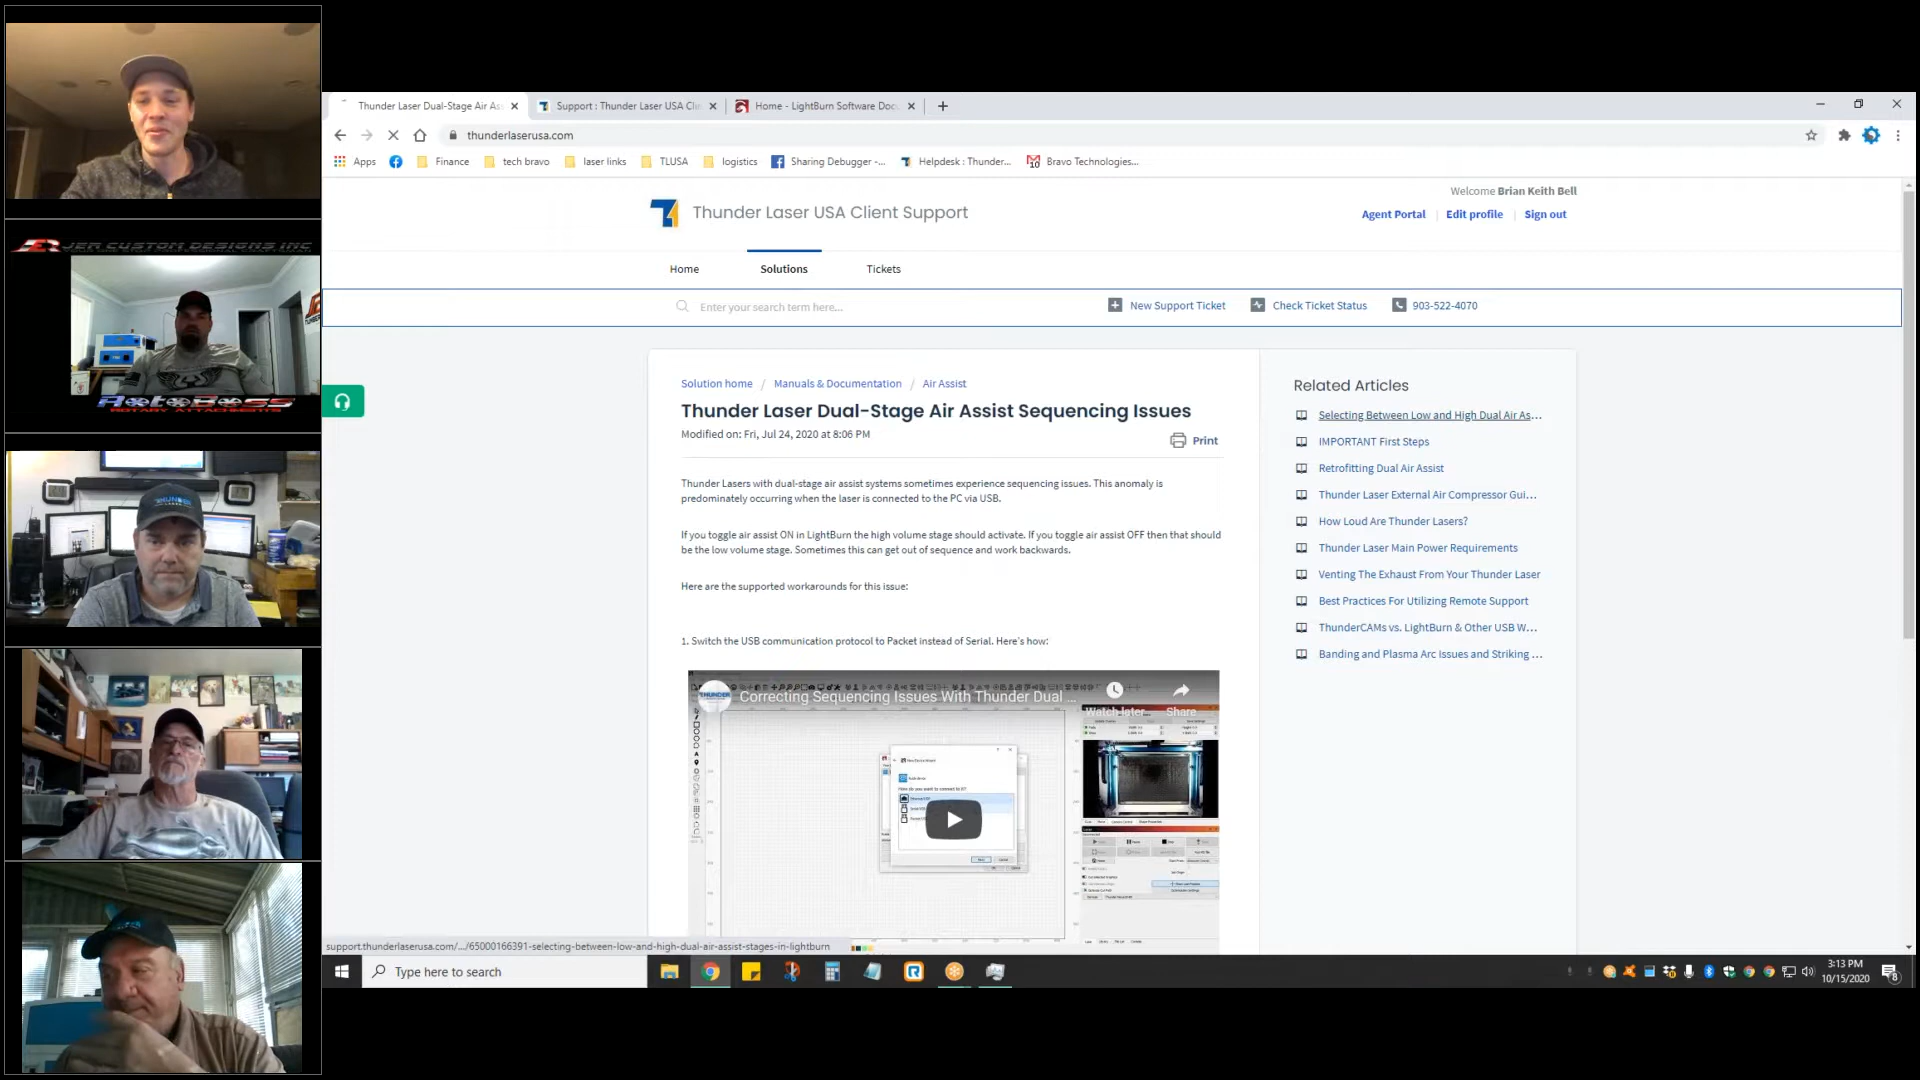 JER CUSTOM DESIGNS INC
RotoBoss
ROTARY ATTACHMENTS
THUNDER
Thunder Laser Dual-Stage Air As
Support : Thunder Laser USA Clie
Home - LightBurn Software Docu
thunderlaserusa.com
Apps
Finance
tech bravo
laser links
TLUSA
logistics
Sharing Debugger -...
Helpdesk : Thunder...
Bravo Technologies...
Welcome Brian Keith Bell
Thunder Laser USA Client Support
Agent Portal
Edit profile
Sign out
Home
Solutions
Tickets
Enter your search term here...
New Support Ticket
Check Ticket Status
903-522-4070
Solution home / Manuals & Documentation / Air Assist
Thunder Laser Dual-Stage Air Assist Sequencing Issues
Modified on: Fri, Jul 24, 2020 at 8:06 PM
Print
Thunder Lasers with dual-stage air assist systems sometimes experience sequencing issues. This anomaly is
predominately occurring when the laser is connected to the PC via USB.
If you toggle air assist ON in LightBurn the high volume stage should activate. If you toggle air assist OFF then that should
be the low volume stage. Sometimes this can get out of sequence and work backwards.
Here are the supported workarounds for this issue:
1. Switch the USB communication protocol to Packet instead of Serial. Here's how:
Correcting Sequencing Issues With Thunder Dual ...
Watch later
Share
Related Articles
Selecting Between Low and High Dual Air As...
IMPORTANT First Steps
Retrofitting Dual Air Assist
Thunder Laser External Air Compressor Gui...
How Loud Are Thunder Lasers?
Thunder Laser Main Power Requirements
Venting The Exhaust From Your Thunder Laser
Best Practices For Utilizing Remote Support
ThunderCAMs vs. LightBurn & Other USB W...
Banding and Plasma Arc Issues and Striking ...
support.thunderlaserusa.com/.../65000166391-selecting-between-low-and-high-dual-air-assist-stages-in-lightburn
Type here to search
3:13 PM
10/15/2020
8